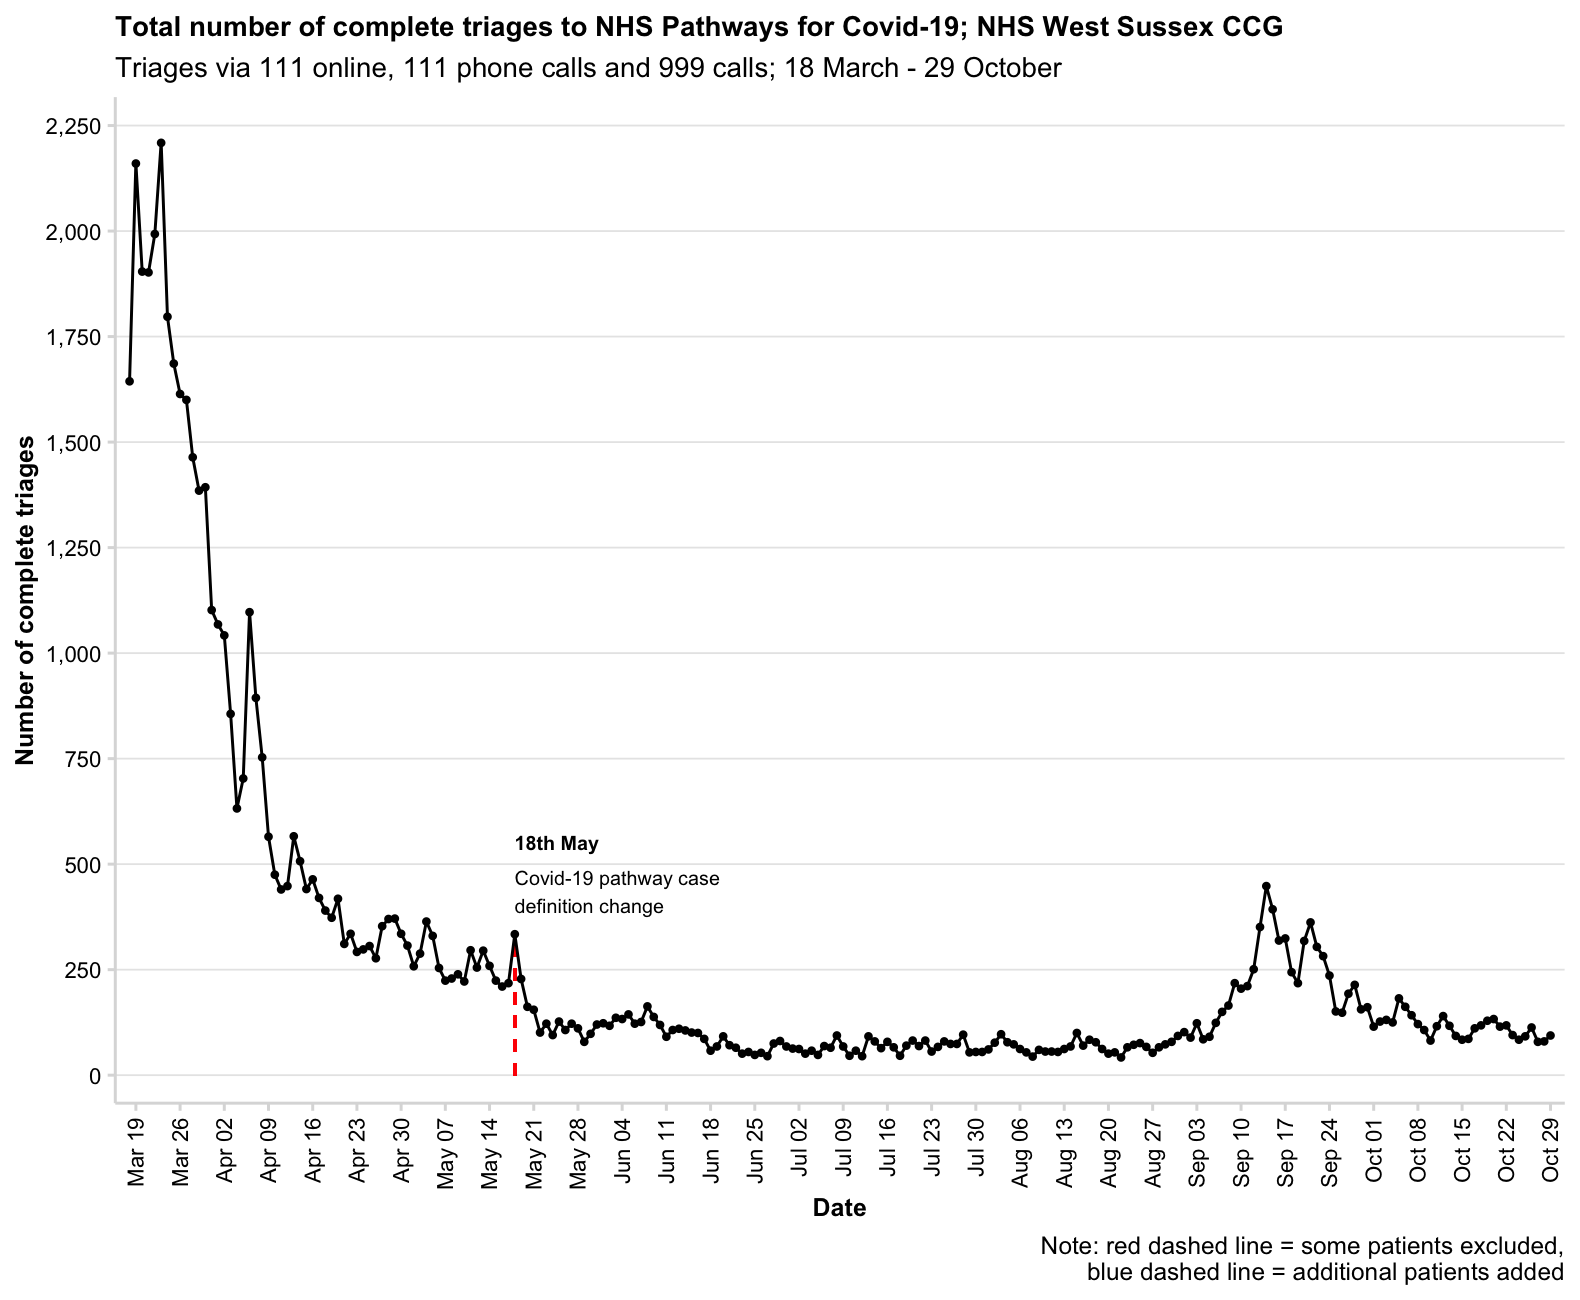 Total number of complete triages to NHS Pathways for Covid-19; NHS West Sussex CCG
Triages via 111 online, 111 phone calls and 999 calls; 18 March - 29 October
Number of complete triages
2,250
2,000
1,750
1,500
1,250
1,000
750
500
250
0
18th May
Covid-19 pathway case
definition change
Mar 19
Mar 26
Apr 02
Apr 09
Apr 16
Apr 23
Apr 30
May 07
May 14
May 21
May 28
Jun 04
Jun 11
Jun 18
Jun 25
Jul 02
Jul 09
Jul 16
Jul 23
Jul 30
Aug 06
Aug 13
Aug 20
Aug 27
Sep 03
Sep 10
Sep 17
Sep 24
Oct 01
Oct 08
Oct 15
Oct 22
Oct 29
Date
Note: red dashed line = some patients excluded,
blue dashed line = additional patients added